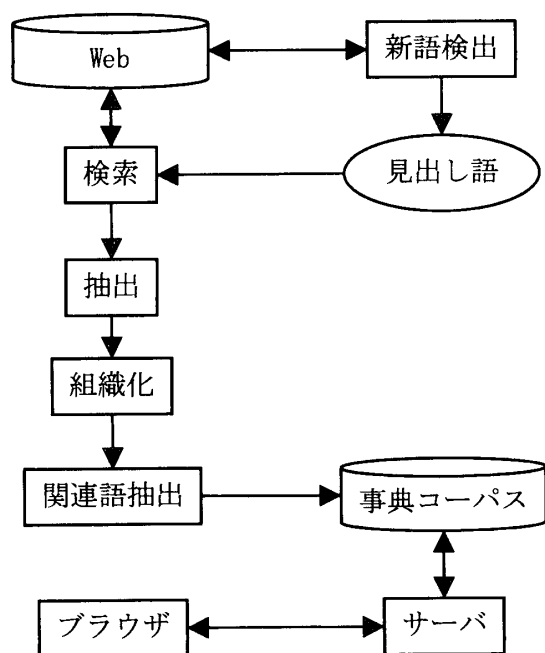 Web
新語検出
検索
見出し語
抽出
組織化
関連語抽出
事典コーパス
ブラウザ
サーバ